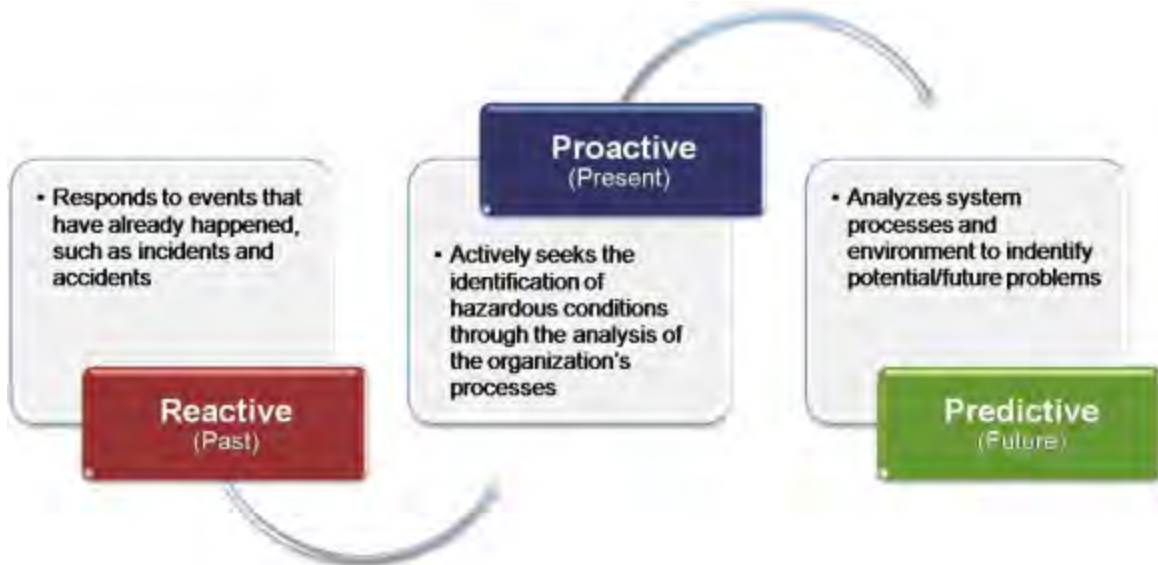 • Responds to events that
have already happened,
such as incidents and
accidents
Reactive
(Past)
Proactive
(Present)
• Actively seeks the
identification of
hazardous conditions
through the analysis of
the organization's
processes
• Analyzes system
processes and
environment to indentify
potential/future problems
Predictive
(Future)